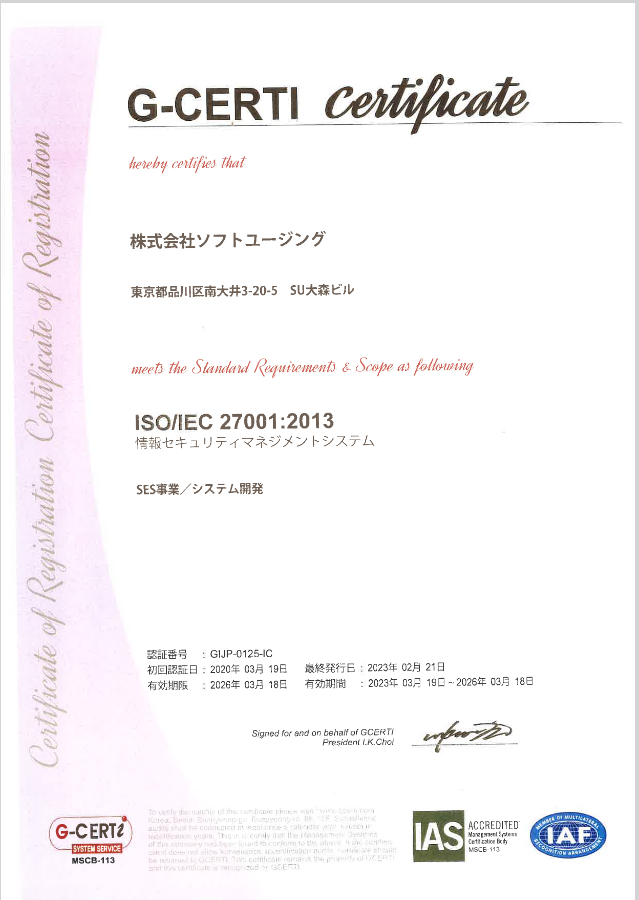 G-CERTI Certificate
hereby certifies that
株式会社ソフトユージング
東京都品川区南大井3-20-5　SU大森ビル
meets the Standard Requirements & Scope as following
ISO/IEC 27001:2013
情報セキュリティマネジメントシステム
SES事業／システム開発
認証番号 : GIJP-0125-IC
初回認証日 : 2020年 03月 19日 最終発行日 : 2023年 02月 21日
有効期限 : 2026年 03月 18日 有効期間 : 2023年 03月 19日～2026年 03月 18日
Signed for and on behalf of GCERTI
President I.K.Choi
Certificate of Registration Certificate of Registration
G-CERTi
SYSTEM SERVICE
MSCB-113
IAS ACCREDITED
Management Systems
Certification Body
MSCB-113
MEMBER OF MULTILATERAL
IAF
RECOGNITION ARRANGEMENT